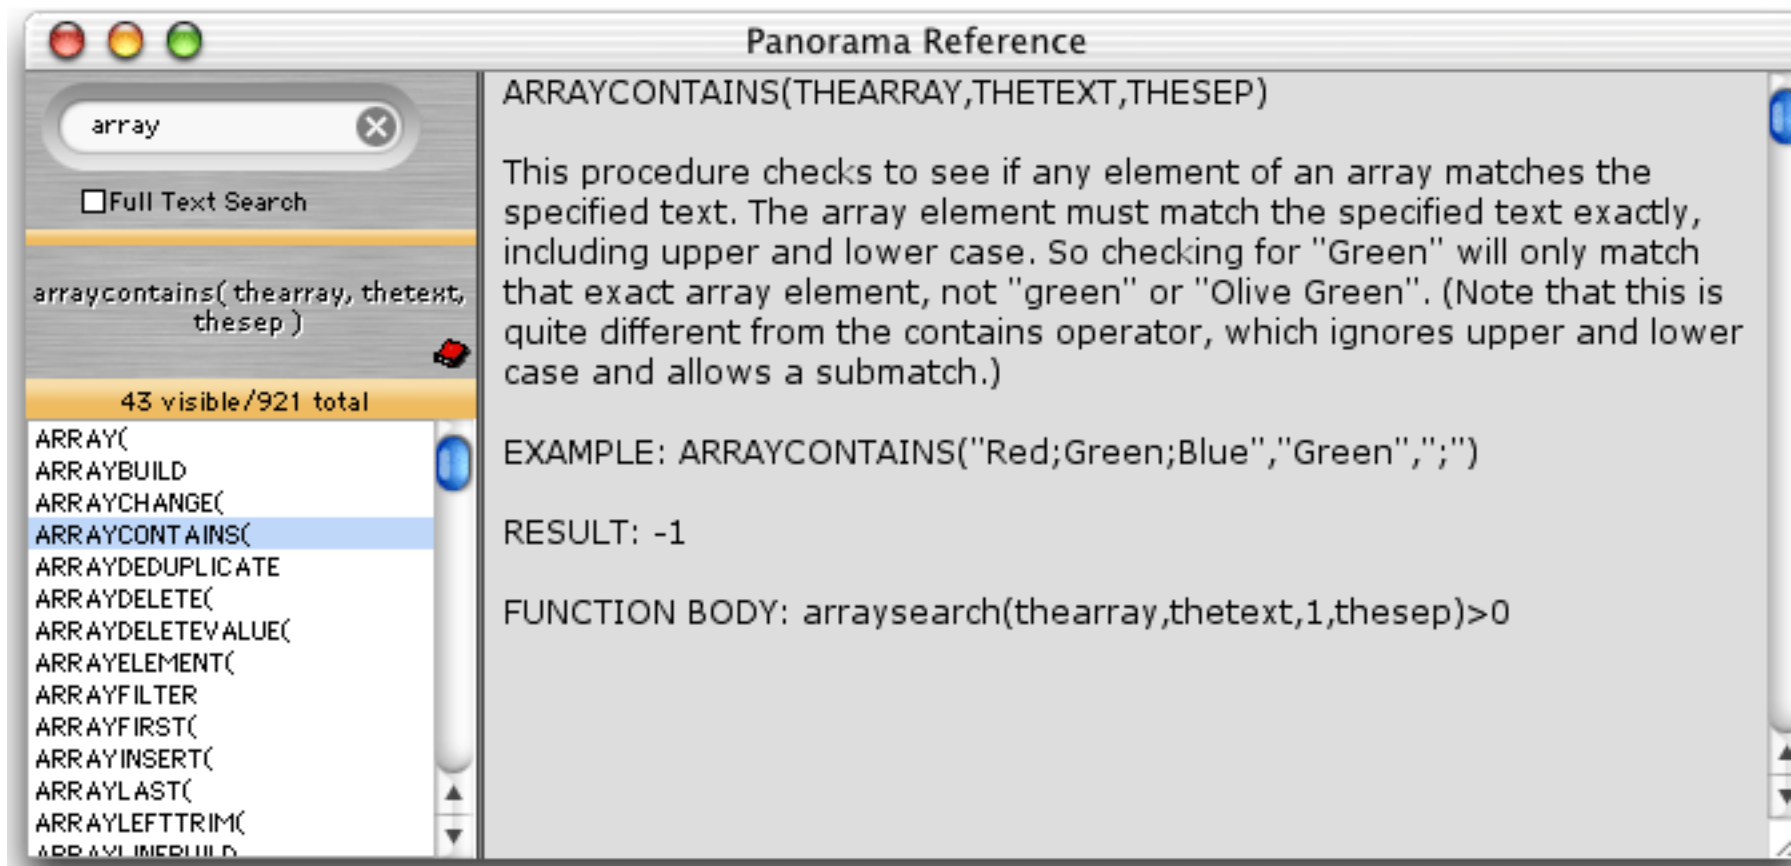 Panorama Reference
array
Full Text Search
arraycontains( thearray, thetext,
thesep )
43 visible/921 total
ARRAY(
ARRAYBUILD
ARRAYCHANGE(
ARRAYCONTAINS(
ARRAYDEDUPLICATE
ARRAYDELETE(
ARRAYDELETEVALUE(
ARRAYELEMENT(
ARRAYFILTER
ARRAYFIRST(
ARRAYINSERT(
ARRAYLAST(
ARRAYLEFTTRIM(
ARRAYLINEBUILD
ARRAYCONTAINS(THEARRAY,THETEXT,THESEP)
This procedure checks to see if any element of an array matches the
specified text. The array element must match the specified text exactly,
including upper and lower case. So checking for "Green" will only match
that exact array element, not "green" or "Olive Green". (Note that this is
quite different from the contains operator, which ignores upper and lower
case and allows a submatch.)
EXAMPLE: ARRAYCONTAINS("Red;Green;Blue","Green",";")
RESULT: -1
FUNCTION BODY: arraysearch(thearray,thetext,1,thesep)>0